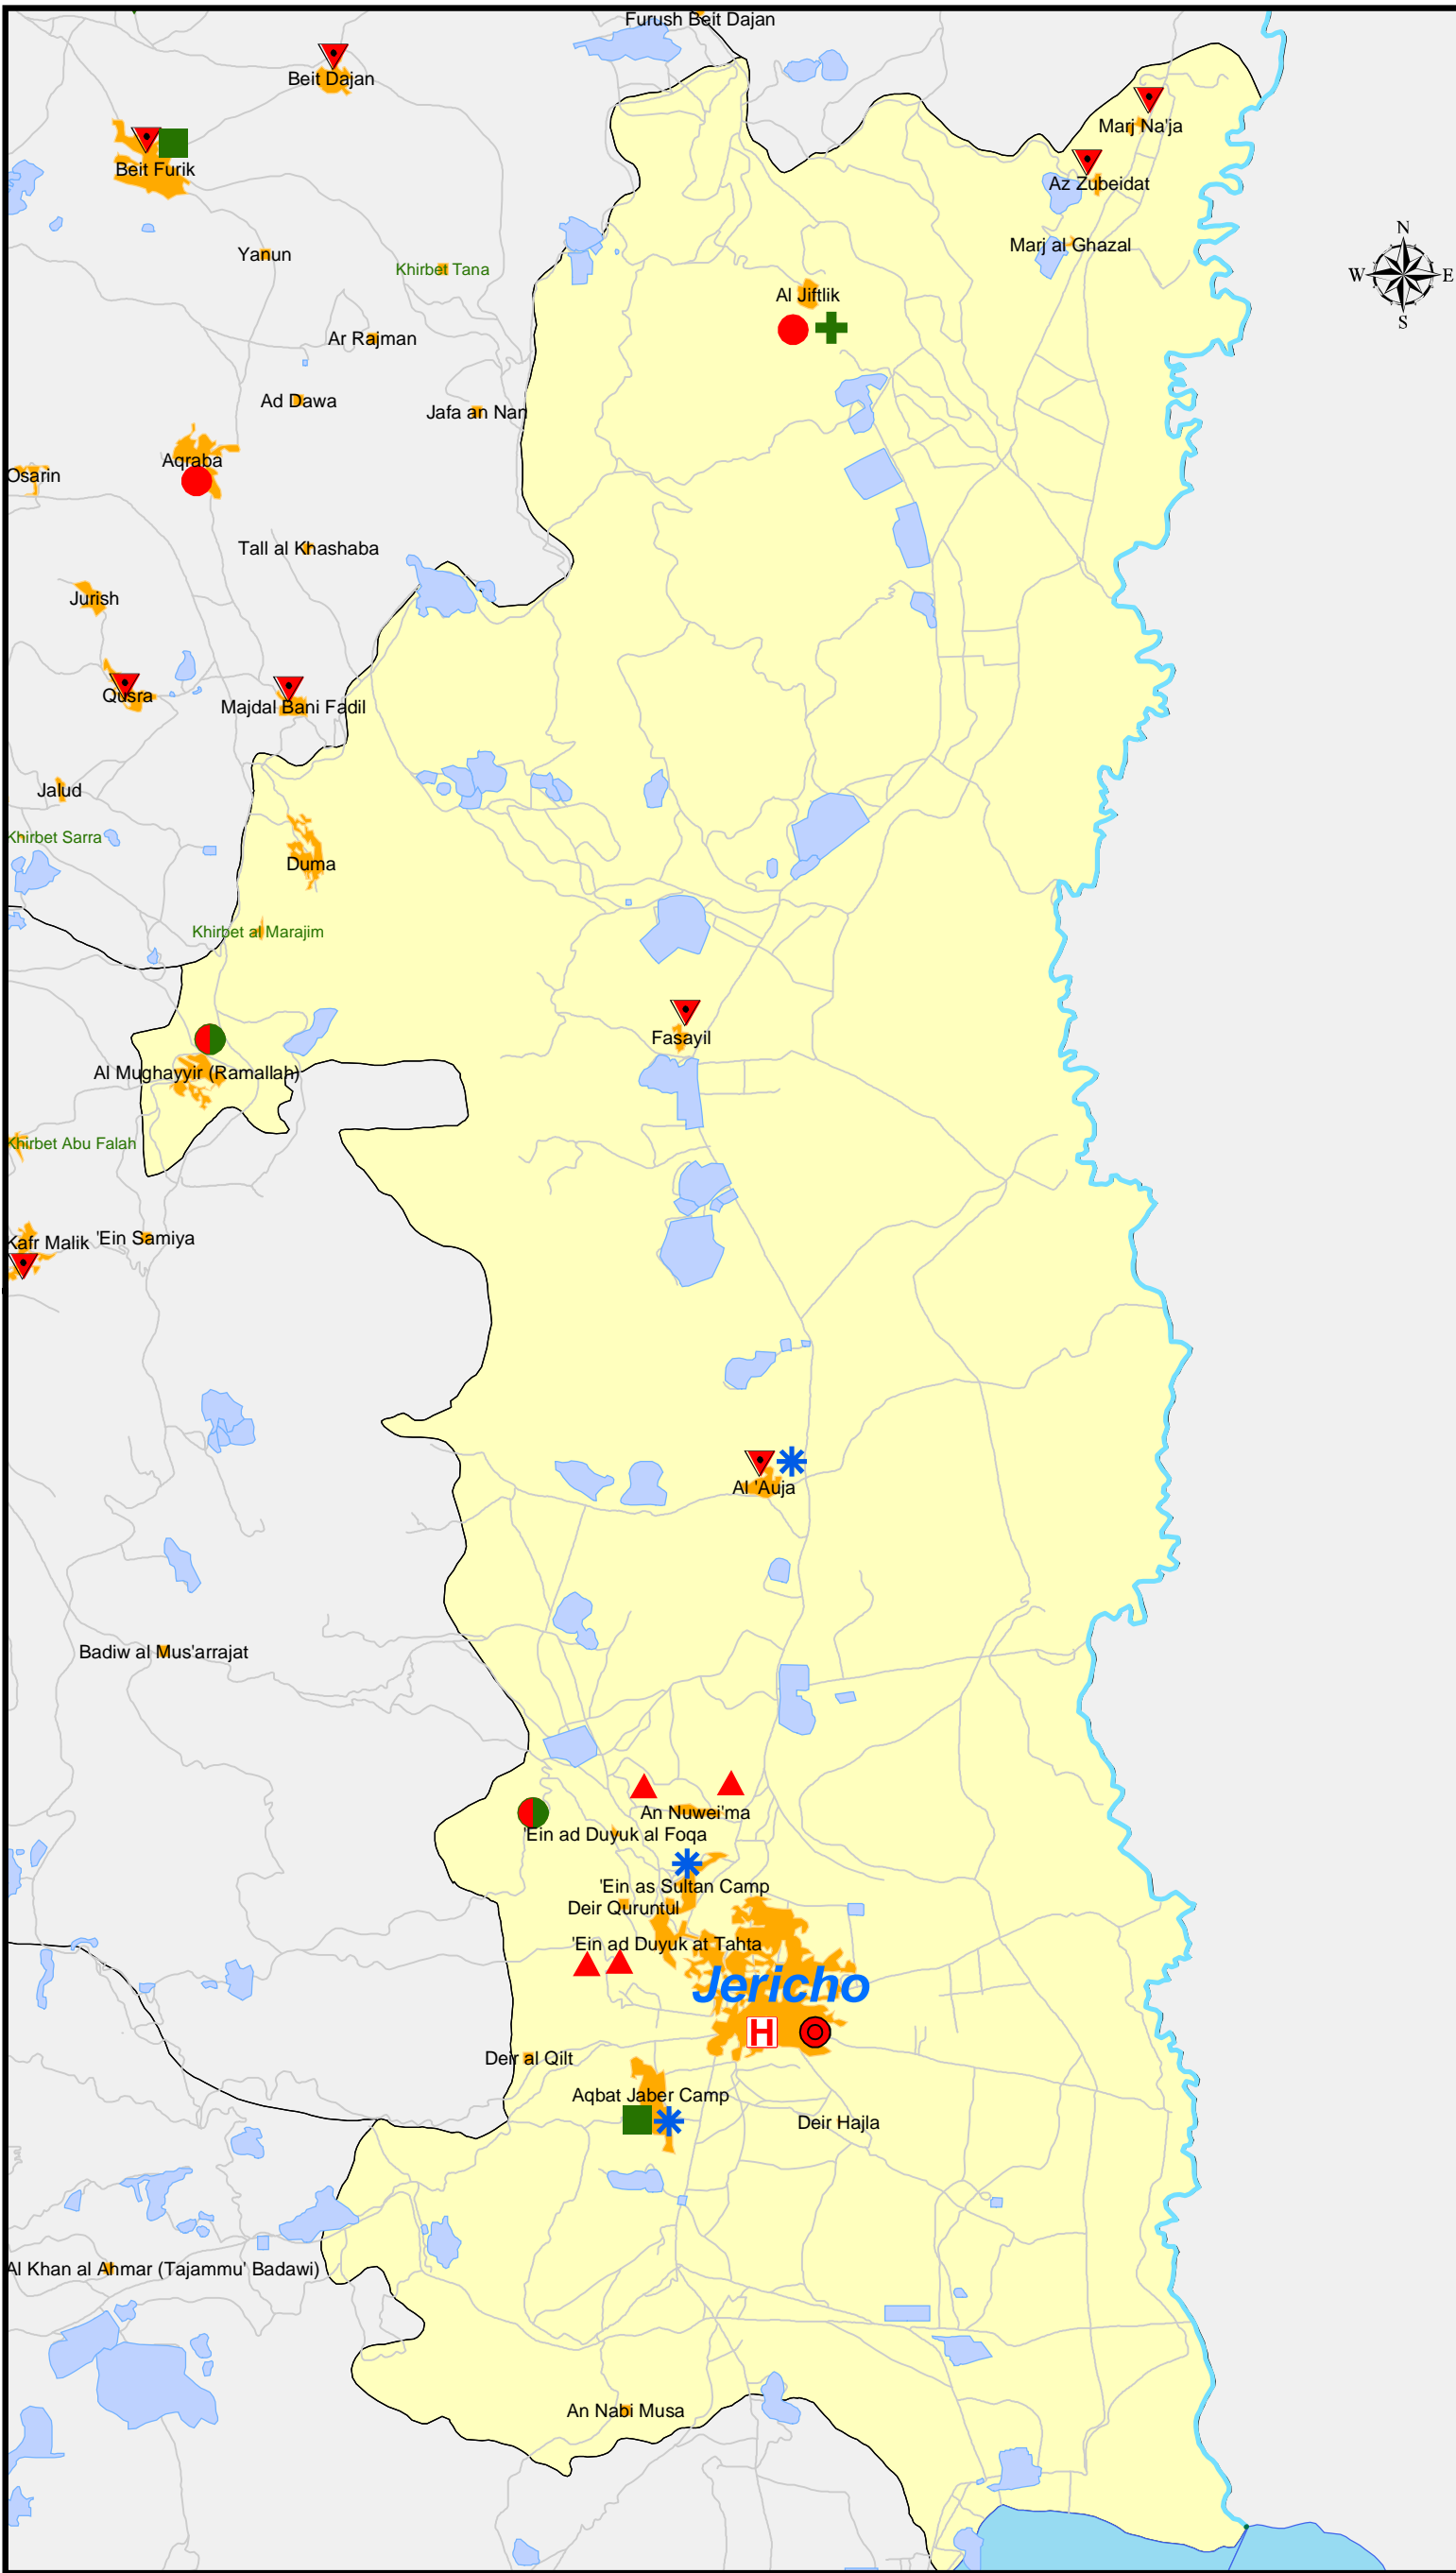 Furush Beit Dajan
Beit Dajan
Marj Na'ja
Beit Furik
Az Zubeidat
N
Marj al Ghazal
Yanun
Khirbet Tana
W
E
Al Jiftlik
S
Ar Rajman
Ad Dawa
Jafa an Nan
Aqraba
Osarin
Tall al Khashaba
Jurish
Qusra
Majdal Bani Fadil
Jalud
Khirbet Sarra
Duma
Khirbet al Marajim
Fasayil
Al Mughayyir (Ramallah)
Khirbet Abu Falah
Kafr Malik
'Ein Samiya
Al 'Auja
Badiw al Mus'arrajat
An Nuwei'ma
'Ein ad Duyuk al Foqa
'Ein as Sultan Camp
Deir Quruntul
'Ein ad Duyuk at Tahta
Jericho
H
Deir al Qilt
Aqbat Jaber Camp
Deir Hajla
Al Khan al Ahmar (Tajammu' Badawi)
An Nabi Musa